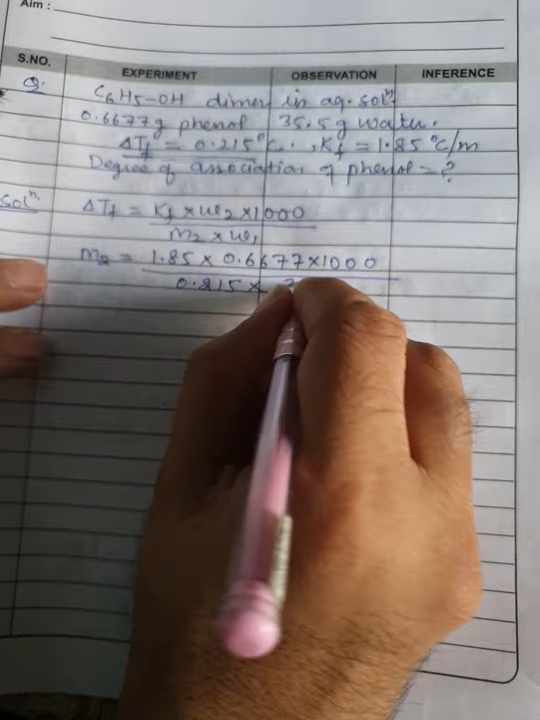 Aim :
S.NO. EXPERIMENT OBSERVATION INFERENCE
Q. C6H5-OH dimer in aq. solⁿ.
0.6677g phenol 35.5g water.
ΔTf = 0.215°C. , Kf = 1.85 °C/m
Degree of association of phenol = ?
Solⁿ. ΔTf = Kf × w2 × 1000
M2 × w1
M2 = 1.85 × 0.6677 × 1000
0.215 × 3